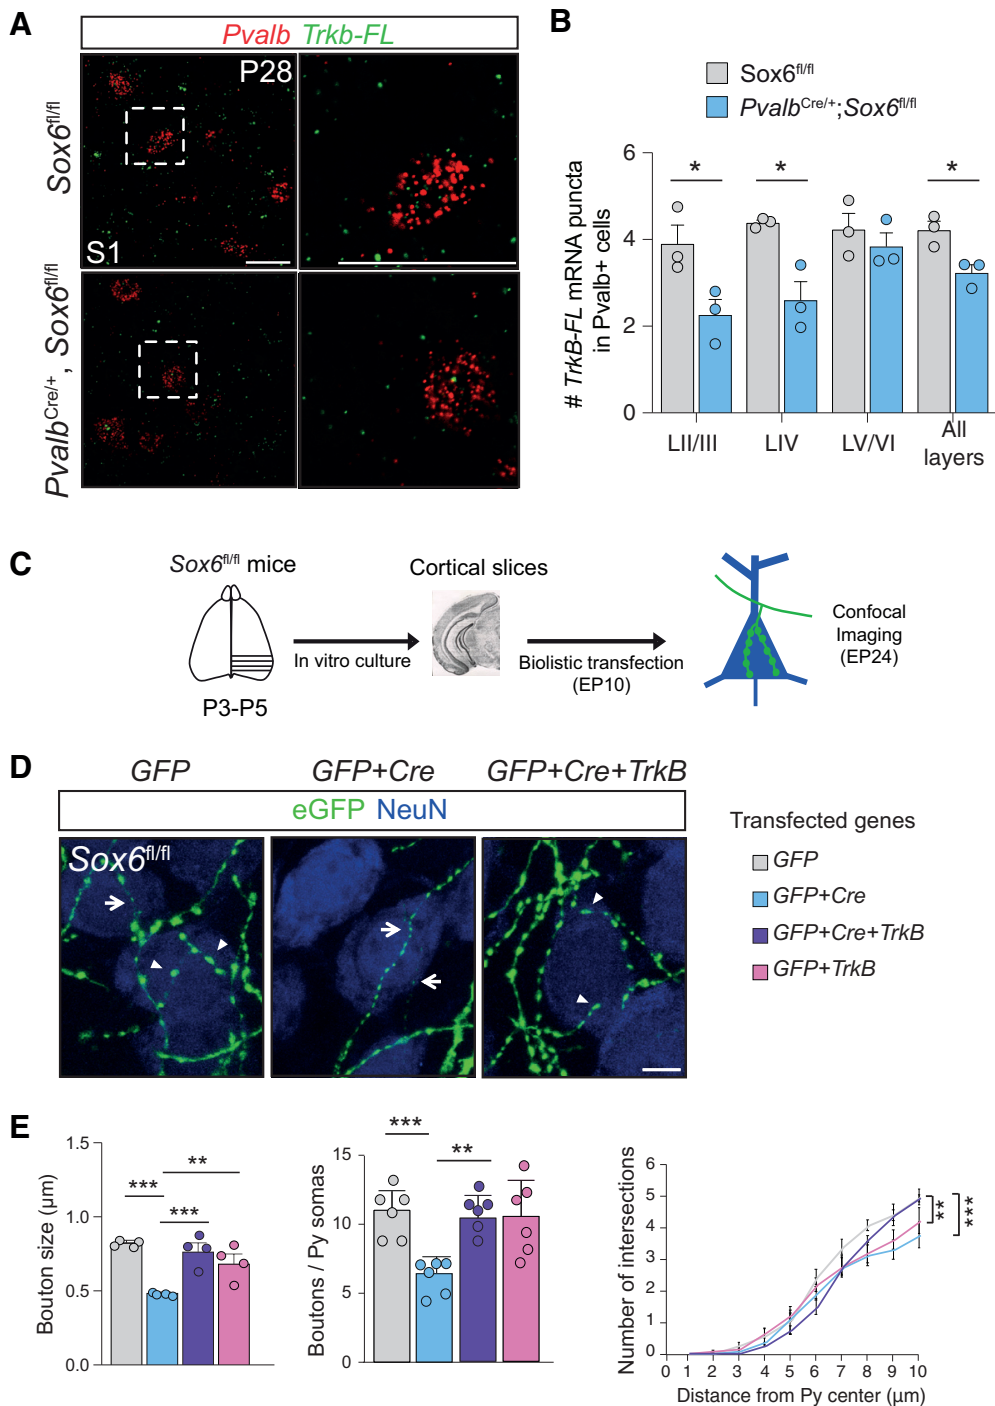 A
Pvalb Trkb-FL
Sox6fl/fl
P28
S1
PvalbCre/+, Sox6fl/fl
B
Sox6fl/fl
PvalbCre/+;Sox6fl/fl
# TrkB-FL mRNA puncta
in Pvalb+ cells
6
4
2
0
*
*
*
LII/III
LIV
LV/VI
All
layers
C
Sox6fl/fl mice
P3-P5
In vitro culture
Cortical slices
Biolistic transfection
(EP10)
Confocal
Imaging
(EP24)
D
GFP
GFP+Cre
GFP+Cre+TrkB
eGFP NeuN
Sox6fl/fl
Transfected genes
GFP
GFP+Cre
GFP+Cre+TrkB
GFP+TrkB
E
Bouton size (μm)
1.5
1.0
0.5
0.0
***
**
***
Boutons / Py somas
15
10
5
0
***
**
Number of intersections
6
5
4
3
2
1
0
0 1 2 3 4 5 6 7 8 9 10
Distance from Py center (μm)
**
***